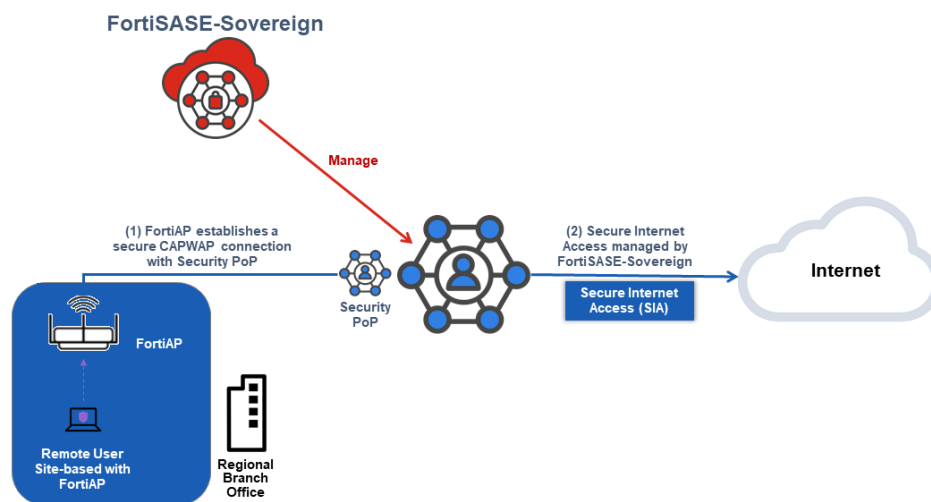 FortiSASE-Sovereign
Manage
(1) FortiAP establishes a
secure CAPWAP connection
with Security PoP
(2) Secure Internet
Access managed by
FortiSASE-Sovereign
Secure Internet
Access (SIA)
Internet
Security
PoP
FortiAP
Remote User
Site-based with
FortiAP
Regional
Branch
Office